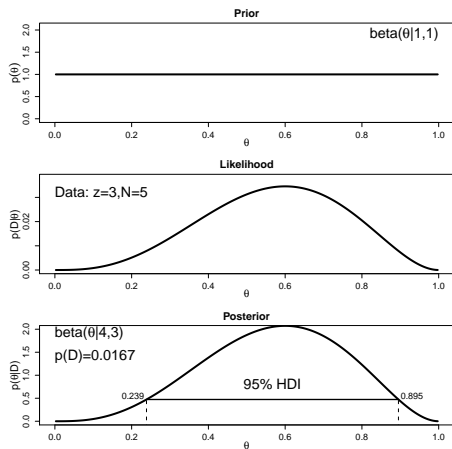 Prior
beta(θ|1,1)
p(θ)
0.0 0.5 1.0 1.5 2.0
0.0 0.2 0.4 0.6 0.8 1.0
θ
Likelihood
Data: z=3,N=5
p(D|θ)
0.00 0.02
0.0 0.2 0.4 0.6 0.8 1.0
θ
Posterior
beta(θ|4,3)
p(D)=0.0167
95% HDI
0.239 0.895
p(θ|D)
0.0 0.5 1.0 1.5 2.0
0.0 0.2 0.4 0.6 0.8 1.0
θ